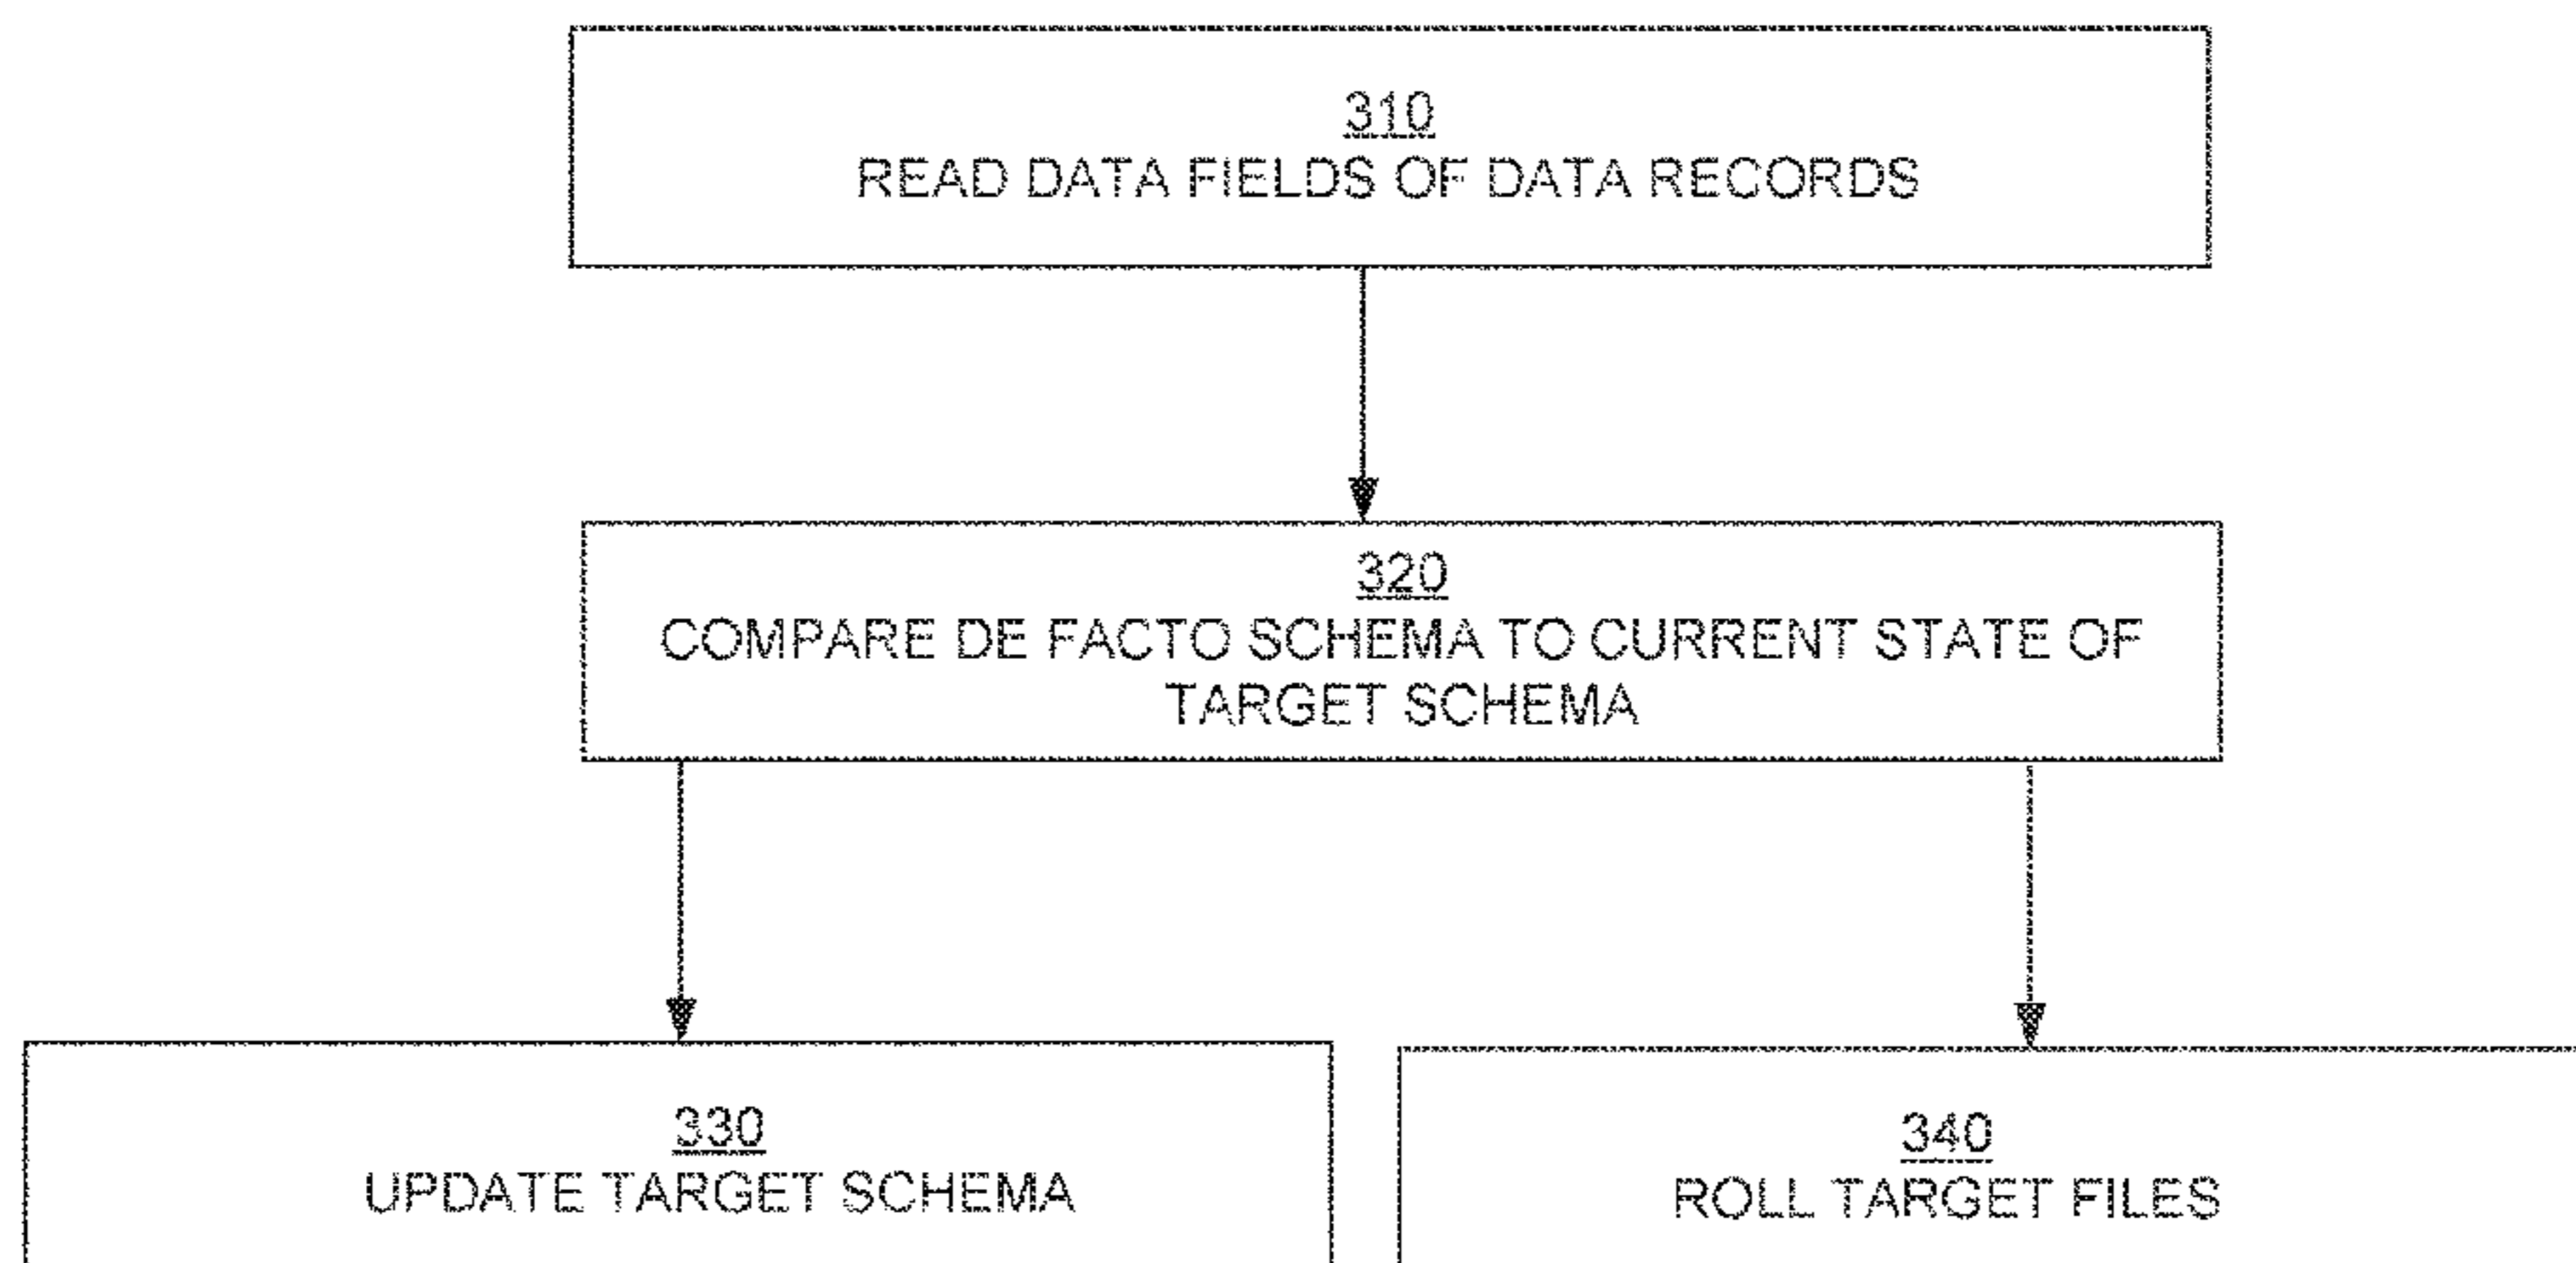 310
READ DATA FIELDS OF DATA RECORDS
320
COMPARE DE FACTO SCHEMA TO CURRENT STATE OF
TARGET SCHEMA
330
UPDATE TARGET SCHEMA
340
ROLL TARGET FILES